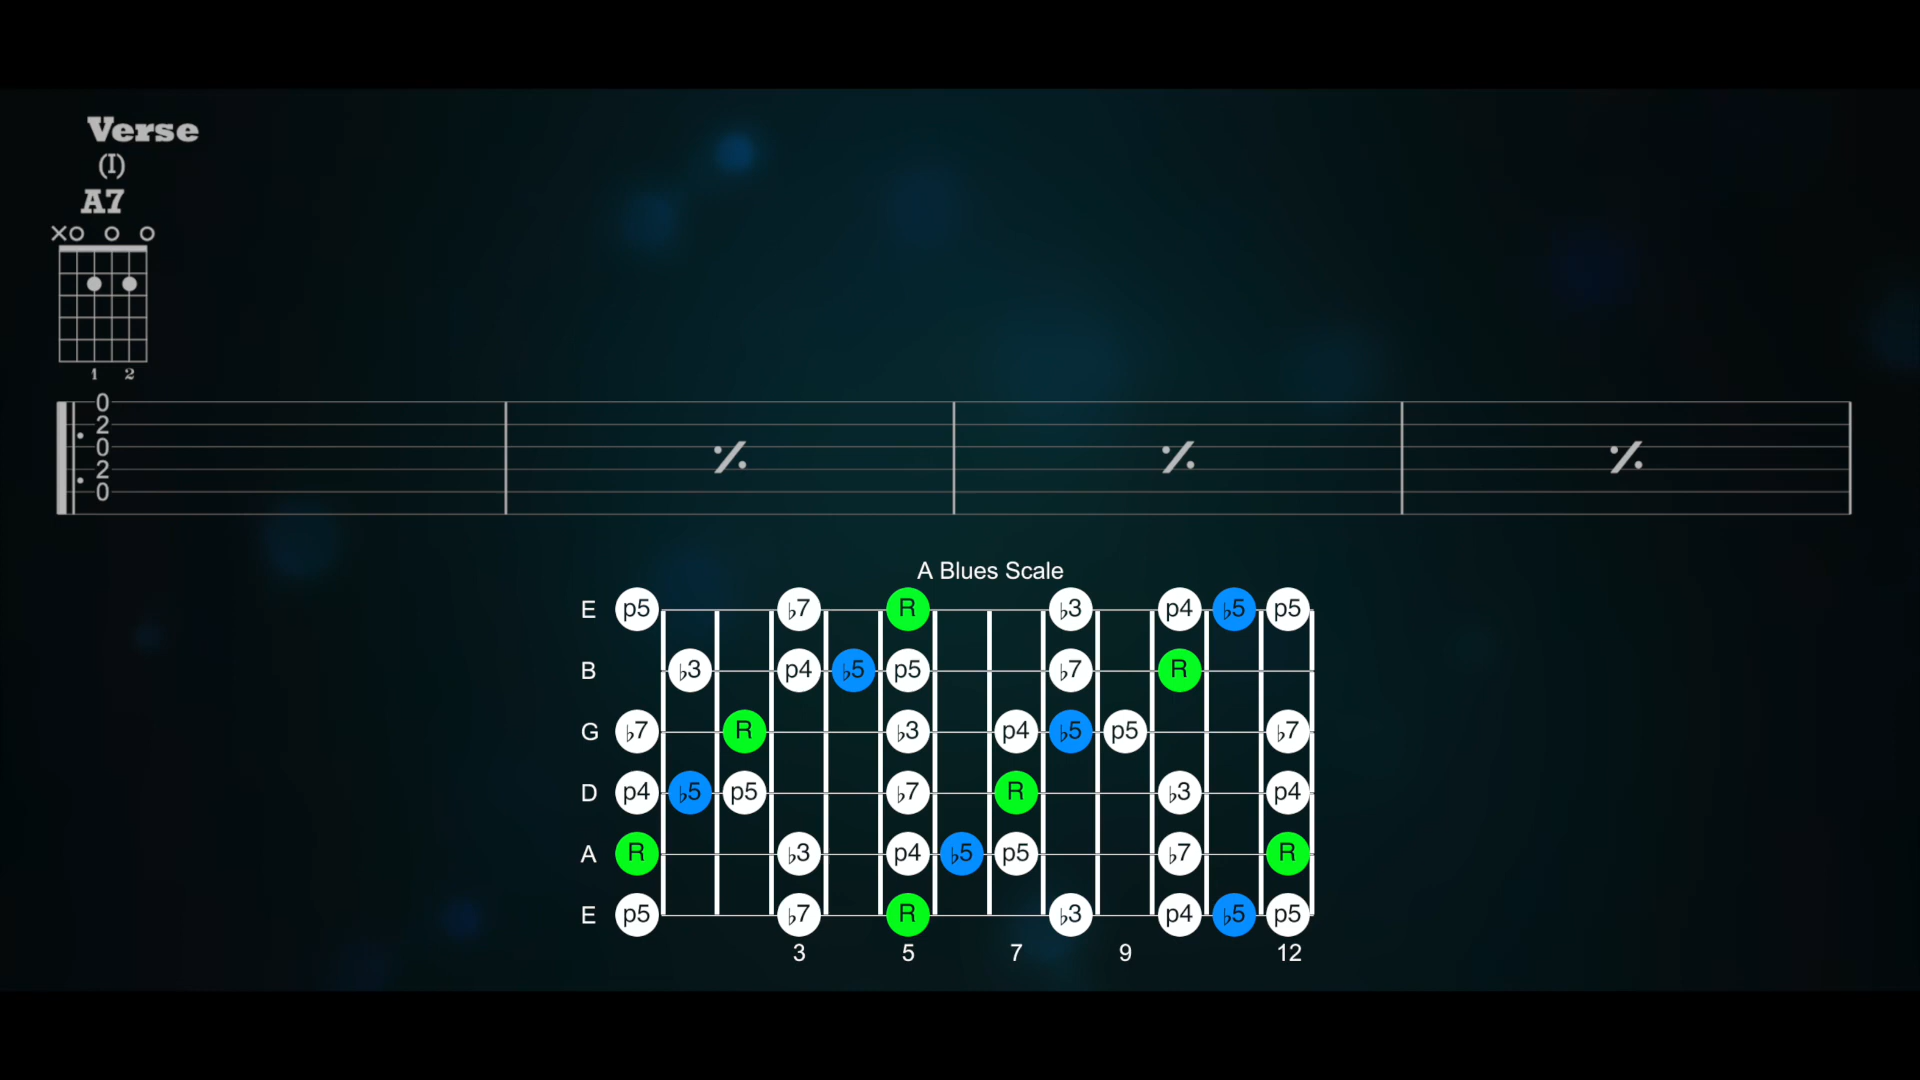 Verse
(I)
A7
×○ ○ ○
1 2
0
2
0
2
0
A Blues Scale
E p5 ♭7 R ♭3 p4 ♭5 p5
B ♭3 p4 ♭5 p5 ♭7 R
G ♭7 R ♭3 p4 ♭5 p5 ♭7
D p4 ♭5 p5 ♭7 R ♭3 p4
A R ♭3 p4 ♭5 p5 ♭7 R
E p5 ♭7 R ♭3 p4 ♭5 p5
3 5 7 9 12